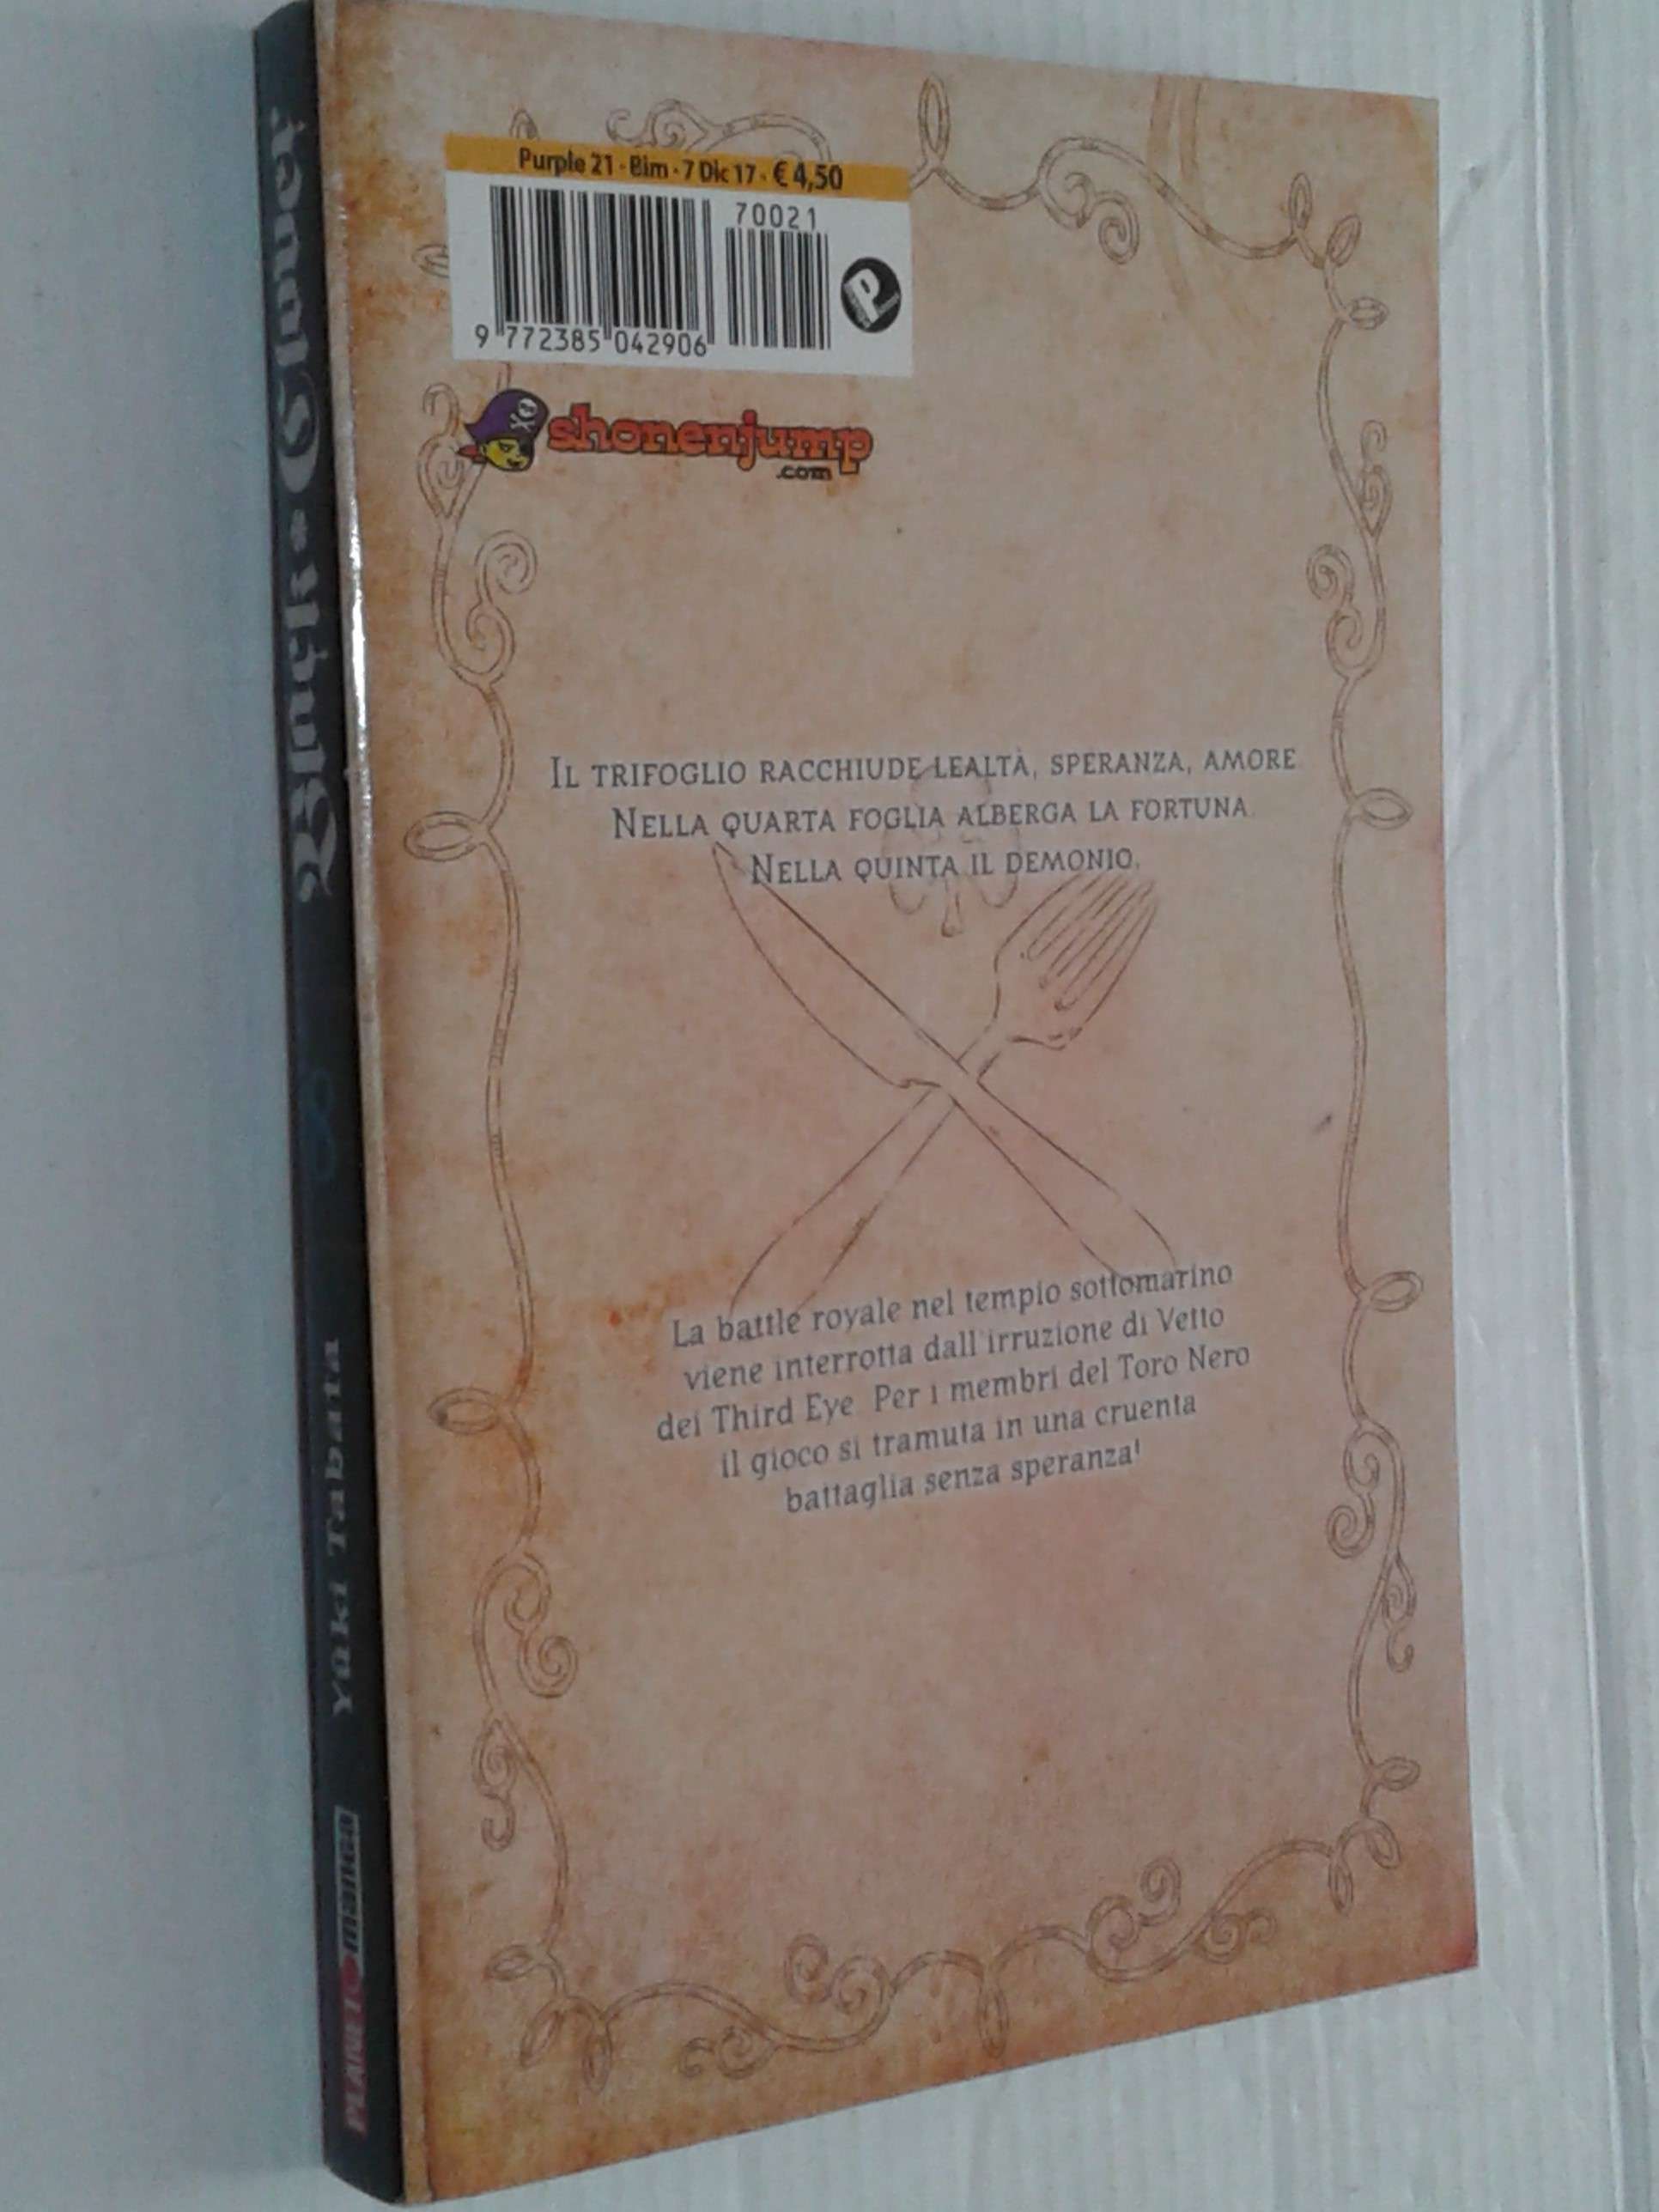 Purple 21 - Bim - 7 Dic 17 - € 4,50
70021
9 772385 042906
P
shonenjump
.com
IL TRIFOGLIO RACCHIUDE LEALTÀ, SPERANZA, AMORE.
NELLA QUARTA FOGLIA ALBERGA LA FORTUNA.
NELLA QUINTA IL DEMONIO.
La battle royale nel tempio sottomarino
viene interrotta dall'irruzione di Vetto
dei Third Eye. Per i membri del Toro Nero
il gioco si tramuta in una cruenta
battaglia senza speranza!
Black Clover
8
Yuki Tabata
PLANET manga